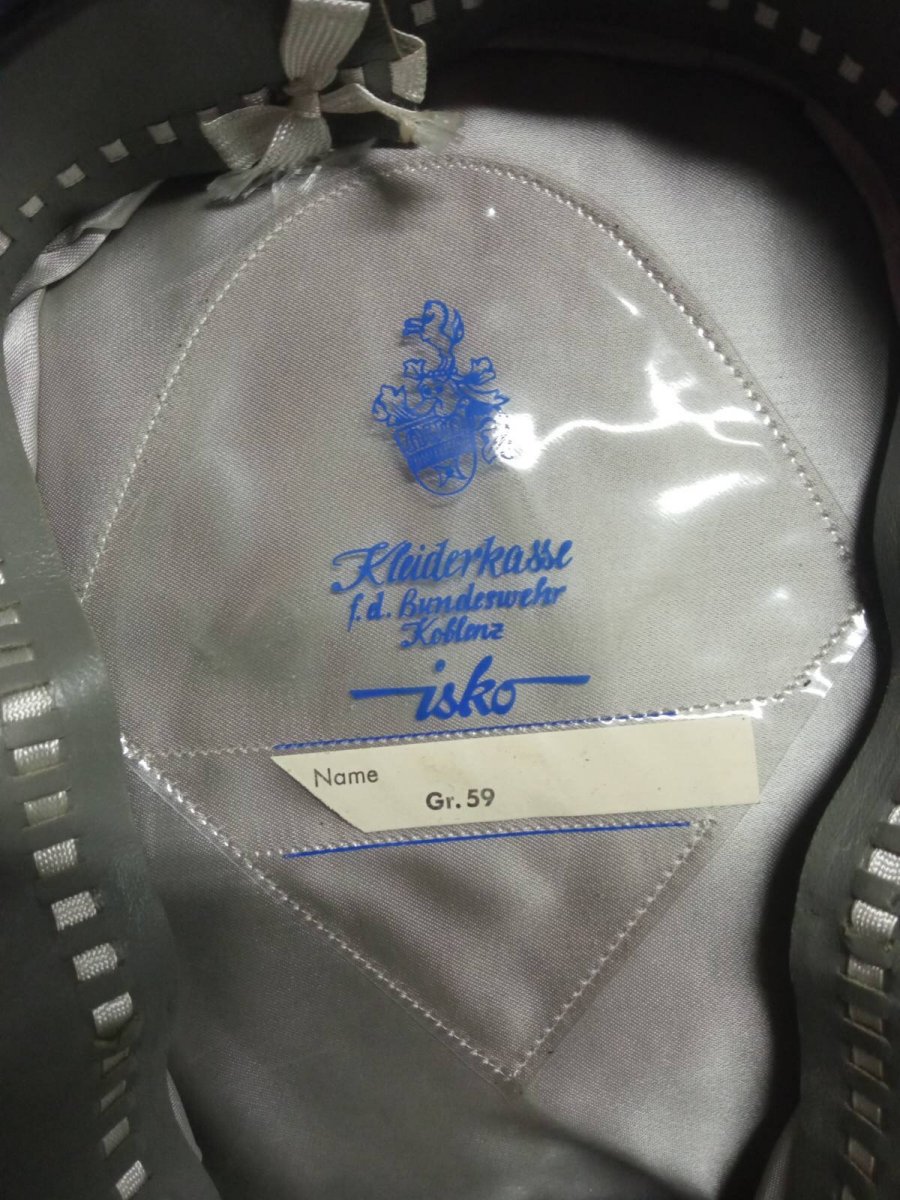 Kleiderkasse
f.d. Bundeswehr
Koblenz
isko
Name
Gr. 59